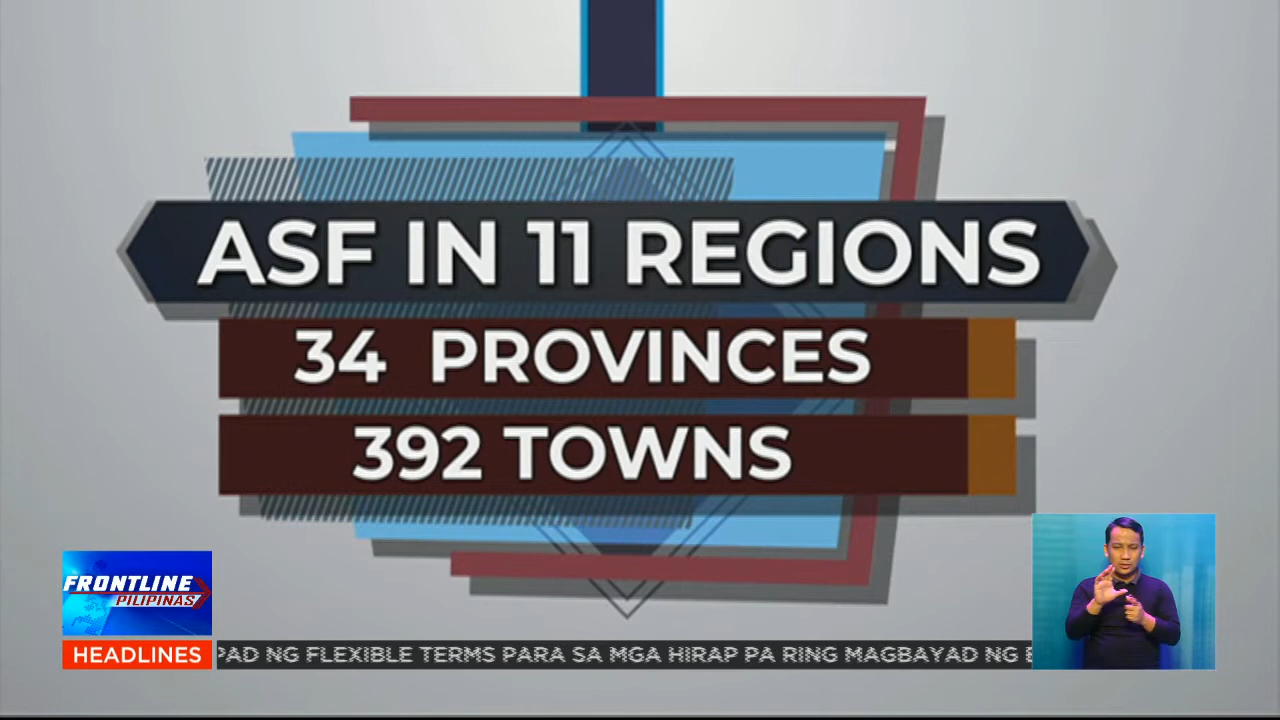 ASF IN 11 REGIONS
34 PROVINCES
392 TOWNS
FRONTLINE
PILIPINAS
HEADLINES
PAD NG FLEXIBLE TERMS PARA SA MGA HIRAP PA RING MAGBAYAD NG